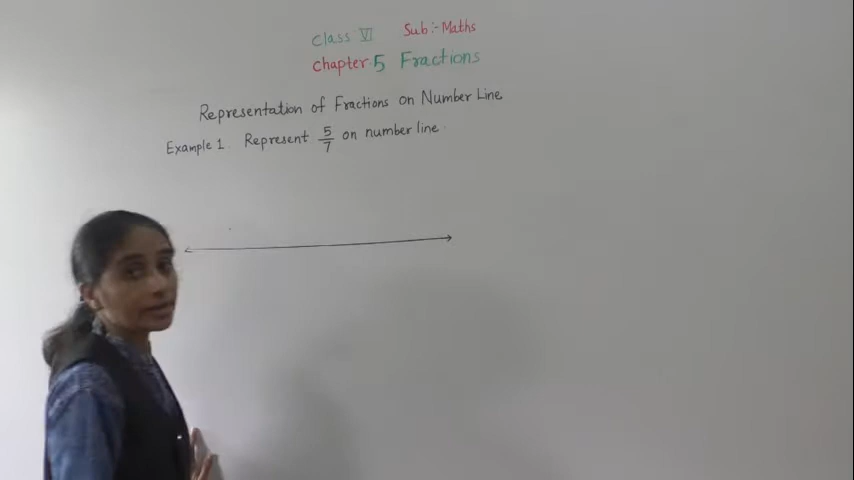 Class VI Sub:- Maths
Chapter.5 Fractions
Representation of Fractions on Number Line
Example 1. Represent 5/7 on number line.